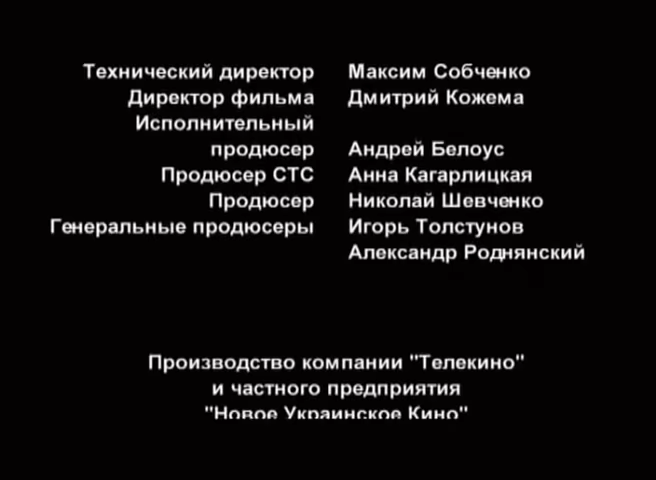 Технический директор Максим Собченко
Директор фильма Дмитрий Кожема
Исполнительный
продюсер Андрей Белоус
Продюсер СТС Анна Кагарлицкая
Продюсер Николай Шевченко
Генеральные продюсеры Игорь Толстунов
Александр Роднянский
Производство компании "Телекино"
и частного предприятия
"Новое Украинское Кино"